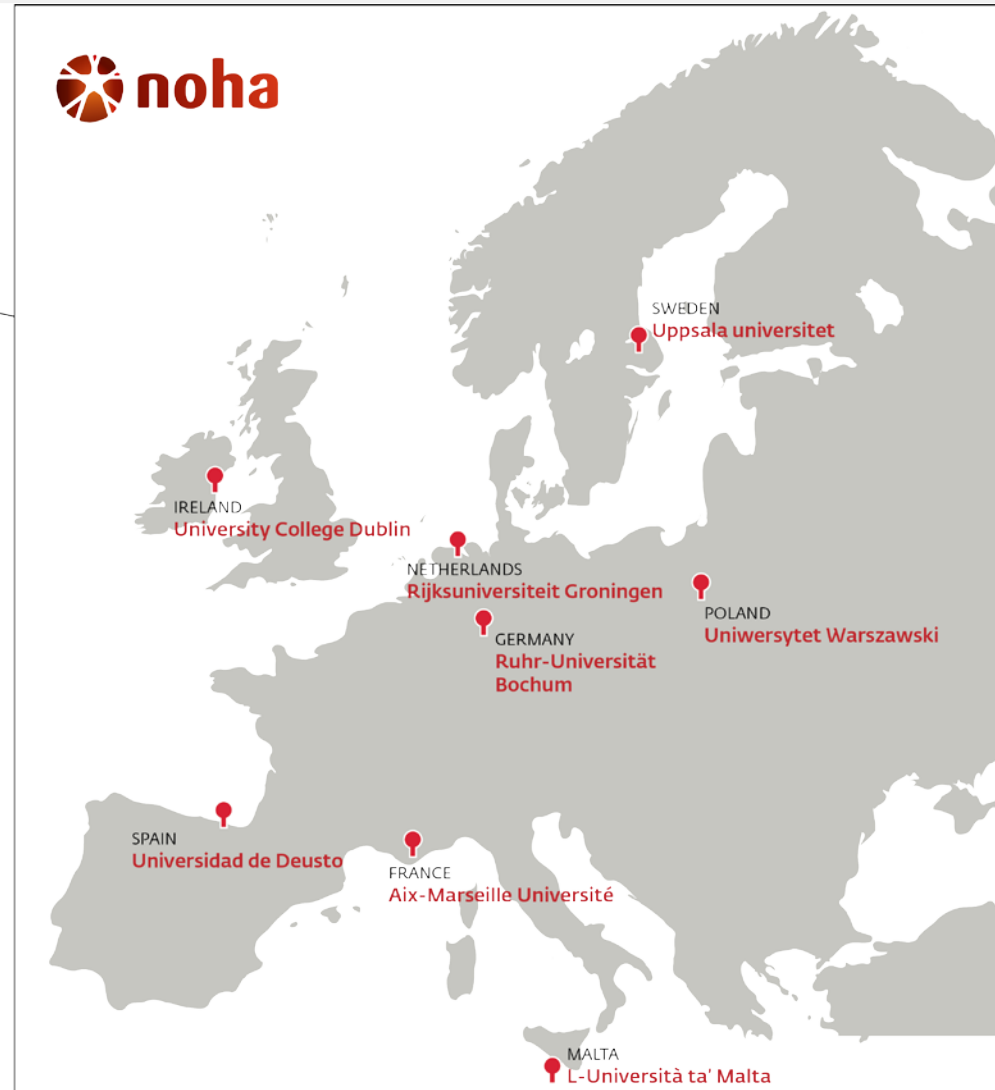 noha
SWEDEN
Uppsala universitet
IRELAND
University College Dublin
NETHERLANDS
Rijksuniversiteit Groningen
POLAND
Uniwersytet Warszawski
GERMANY
Ruhr-Universität
Bochum
SPAIN
Universidad de Deusto
FRANCE
Aix-Marseille Université
MALTA
L-Università ta' Malta